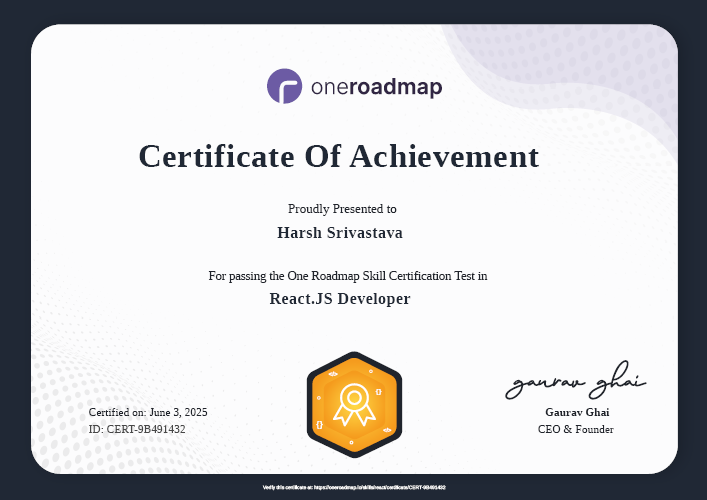 oneroadmap
Certificate Of Achievement
Proudly Presented to
Harsh Srivastava
For passing the One Roadmap Skill Certification Test in
React.JS Developer
gaurav ghai
Certified on: June 3, 2025
ID: CERT-9B491432
Gaurav Ghai
CEO & Founder
Verify this certificate at: https://oneroadmap.io/skills/react/certificate/CERT-9B491432